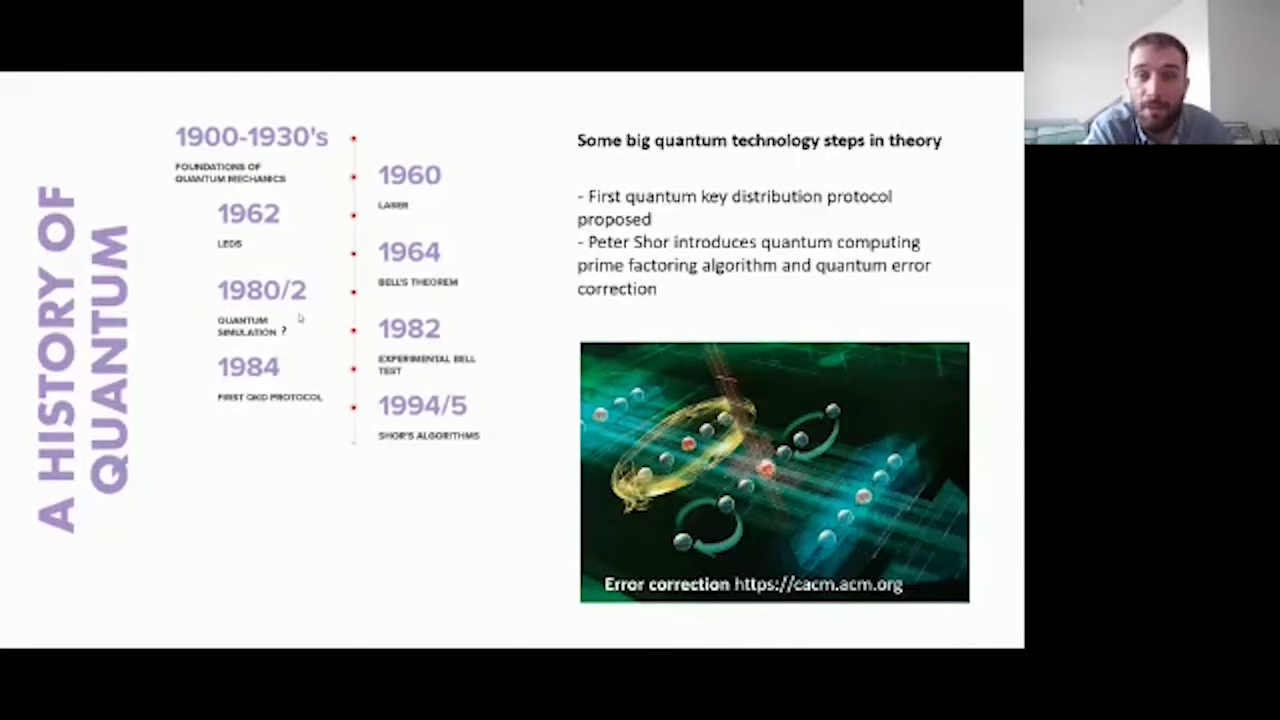 A HISTORY OF
QUANTUM
1900-1930's
FOUNDATIONS OF
QUANTUM MECHANICS
1960
LASER
1962
LEDS
1964
BELL'S THEOREM
1980/2
QUANTUM
SIMULATION ?
1982
EXPERIMENTAL BELL
TEST
1984
FIRST QKD PROTOCOL
1994/5
SHOR'S ALGORITHMS
Some big quantum technology steps in theory
- First quantum key distribution protocol
proposed
- Peter Shor introduces quantum computing
prime factoring algorithm and quantum error
correction
Error correction https://cacm.acm.org